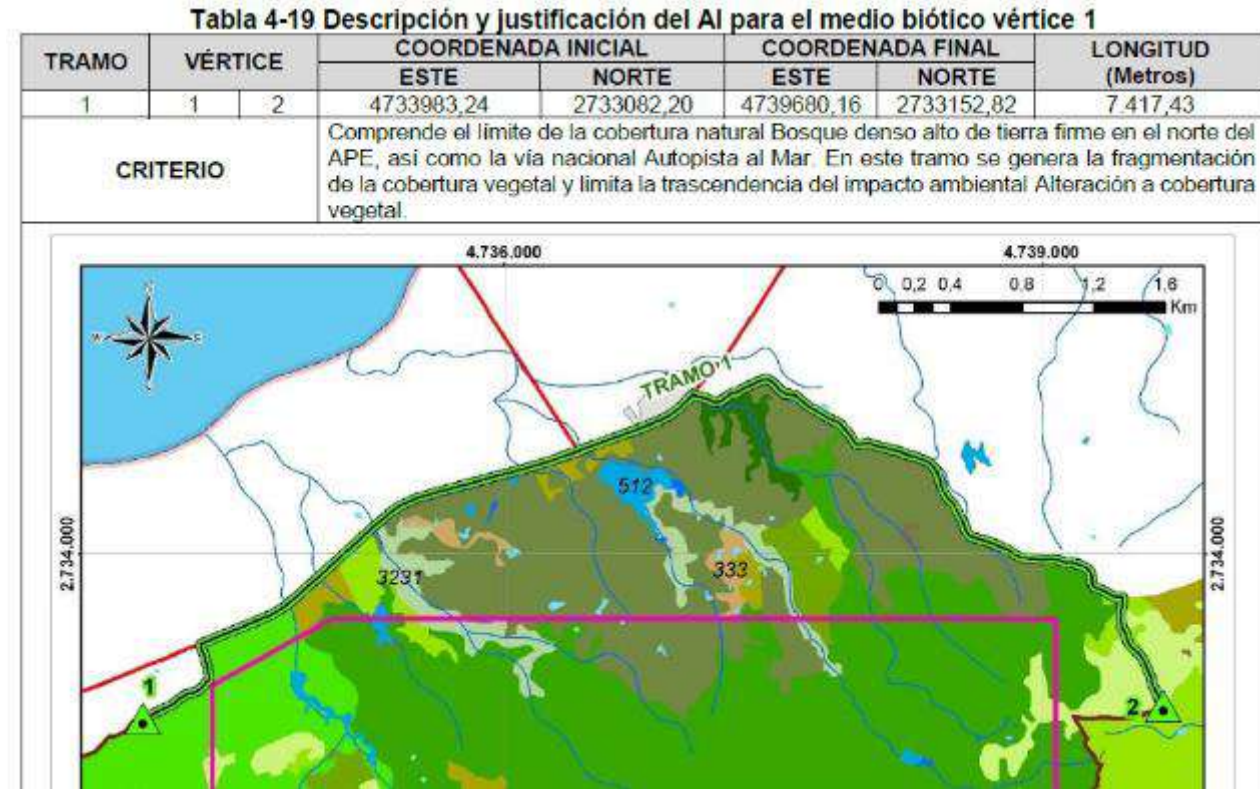 Tabla 4-19 Descripción y justificación del AI para el medio biótico vértice 1
TRAMO VÉRTICE COORDENADA INICIAL COORDENADA FINAL LONGITUD (Metros)
ESTE NORTE ESTE NORTE
1 1 2 4733983,24 2733082,20 4739680,16 2733152,82 7.417,43
CRITERIO
Comprende el límite de la cobertura natural Bosque denso alto de tierra firme en el norte del
APE, así como la vía nacional Autopista al Mar. En este tramo se genera la fragmentación
de la cobertura vegetal y limita la trascendencia del impacto ambiental Alteración a cobertura
vegetal.
4.736.000 4.739.000
0 0,2 0,4 0,8 1,2 1,6
Km
N
W E
S
TRAMO 1
512
2.734.000 2.734.000
3231 333
1
2